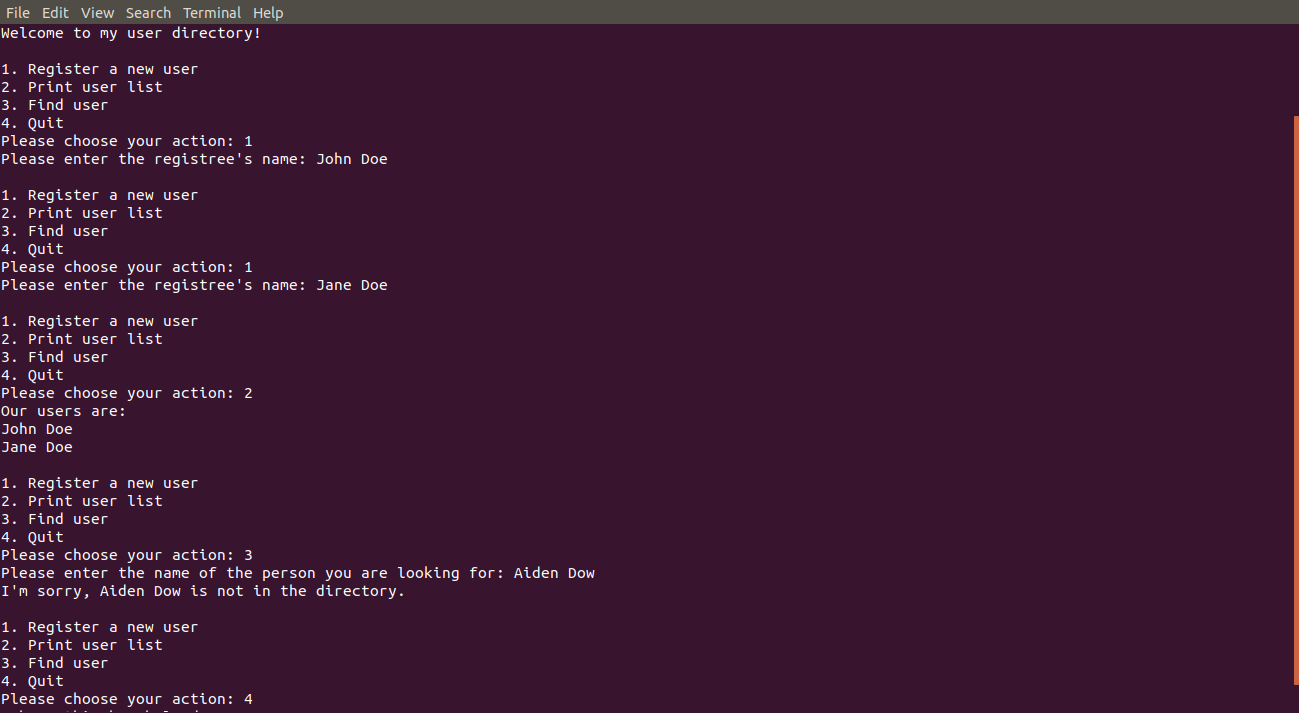 File Edit View Search Terminal Help
Welcome to my user directory!
1. Register a new user
2. Print user list
3. Find user
4. Quit
Please choose your action: 1
Please enter the registree's name: John Doe
1. Register a new user
2. Print user list
3. Find user
4. Quit
Please choose your action: 1
Please enter the registree's name: Jane Doe
1. Register a new user
2. Print user list
3. Find user
4. Quit
Please choose your action: 2
Our users are:
John Doe
Jane Doe
1. Register a new user
2. Print user list
3. Find user
4. Quit
Please choose your action: 3
Please enter the name of the person you are looking for: Aiden Dow
I'm sorry, Aiden Dow is not in the directory.
1. Register a new user
2. Print user list
3. Find user
4. Quit
Please choose your action: 4